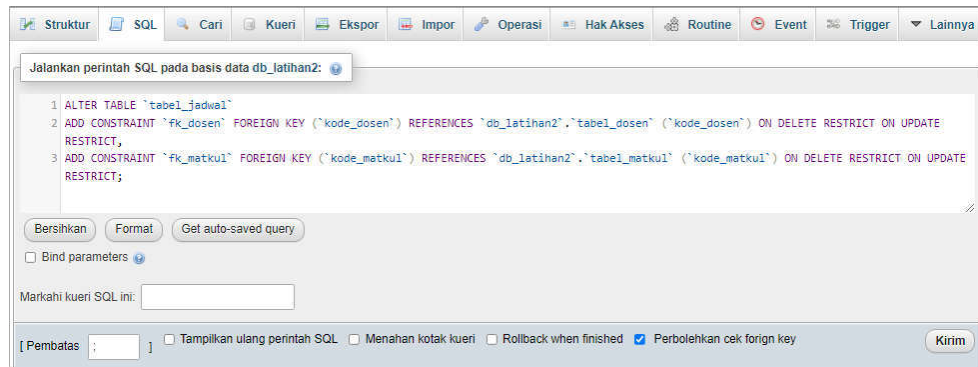 Struktur SQL Cari Kueri Ekspor Impor Operasi Hak Akses Routine Event Trigger Lainnya
Jalankan perintah SQL pada basis data db_latihan2:
1 ALTER TABLE `tabel_jadwal`
2 ADD CONSTRAINT `fk_dosen` FOREIGN KEY (`kode_dosen`) REFERENCES `db_latihan2`.`tabel_dosen` (`kode_dosen`) ON DELETE RESTRICT ON UPDATE
RESTRICT,
3 ADD CONSTRAINT `fk_matkul` FOREIGN KEY (`kode_matkul`) REFERENCES `db_latihan2`.`tabel_matkul` (`kode_matkul`) ON DELETE RESTRICT ON UPDATE
RESTRICT;
Bersihkan Format Get auto-saved query
Bind parameters
Markahi kueri SQL ini:
[ Pembatas ; ] Tampilkan ulang perintah SQL Menahan kotak kueri Rollback when finished Perbolehkan cek forign key Kirim